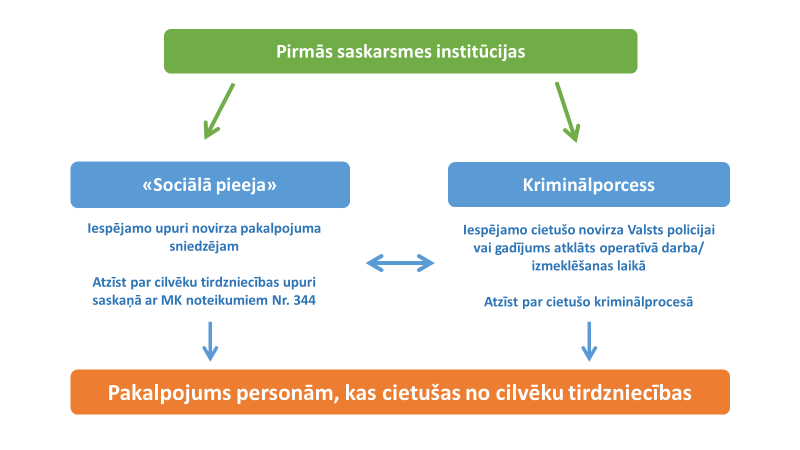 Pirmās saskarsmes institūcijas
«Sociālā pieeja»
Iespējamo upuri novirza pakalpojuma
sniedzējam
Atzīst par cilvēku tirdzniecības upuri
saskaņā ar MK noteikumiem Nr. 344
Kriminālporcess
Iespējamo cietušo novirza Valsts policijai
vai gadījums atklāts operatīvā darba/
izmeklēšanas laikā
Atzīst par cietušo kriminālprocesā
Pakalpojums personām, kas cietušas no cilvēku tirdzniecības